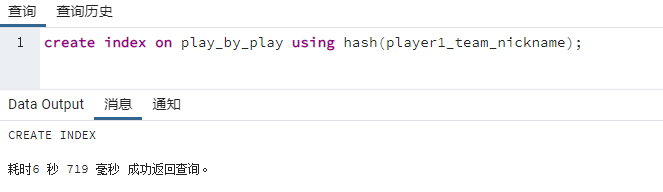 查询 查询历史
1 create index on play_by_play using hash(player1_team_nickname);
Data Output 消息 通知
CREATE INDEX
耗时6 秒 719 毫秒 成功返回查询。